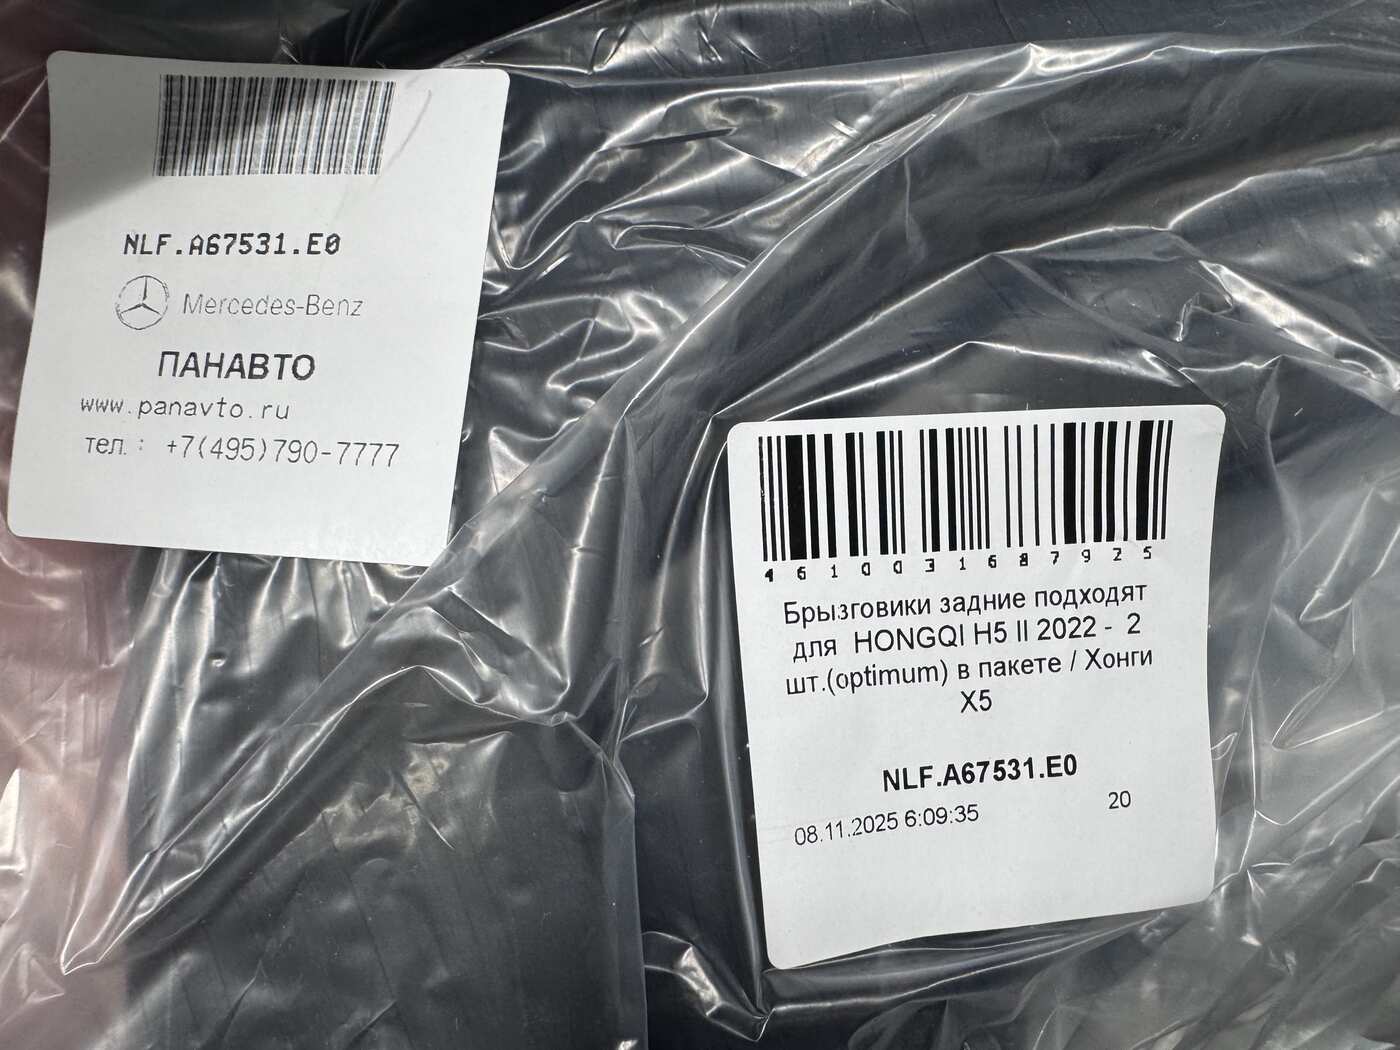 NLF.A67531.E0
Mercedes-Benz
ПАНАВТО
www.panavto.ru
тел.: +7(495)790-7777
4610031687925
Брызговики задние подходят
для HONGQI H5 II 2022 - 2
шт.(optimum) в пакете / Хонги
Х5
NLF.A67531.E0
08.11.2025 6:09:35 20